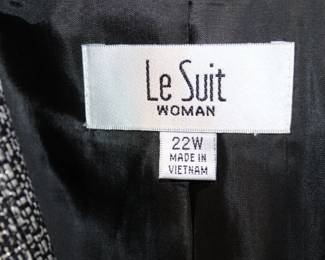 Le Suit
WOMAN
22W
MADE IN
VIETNAM